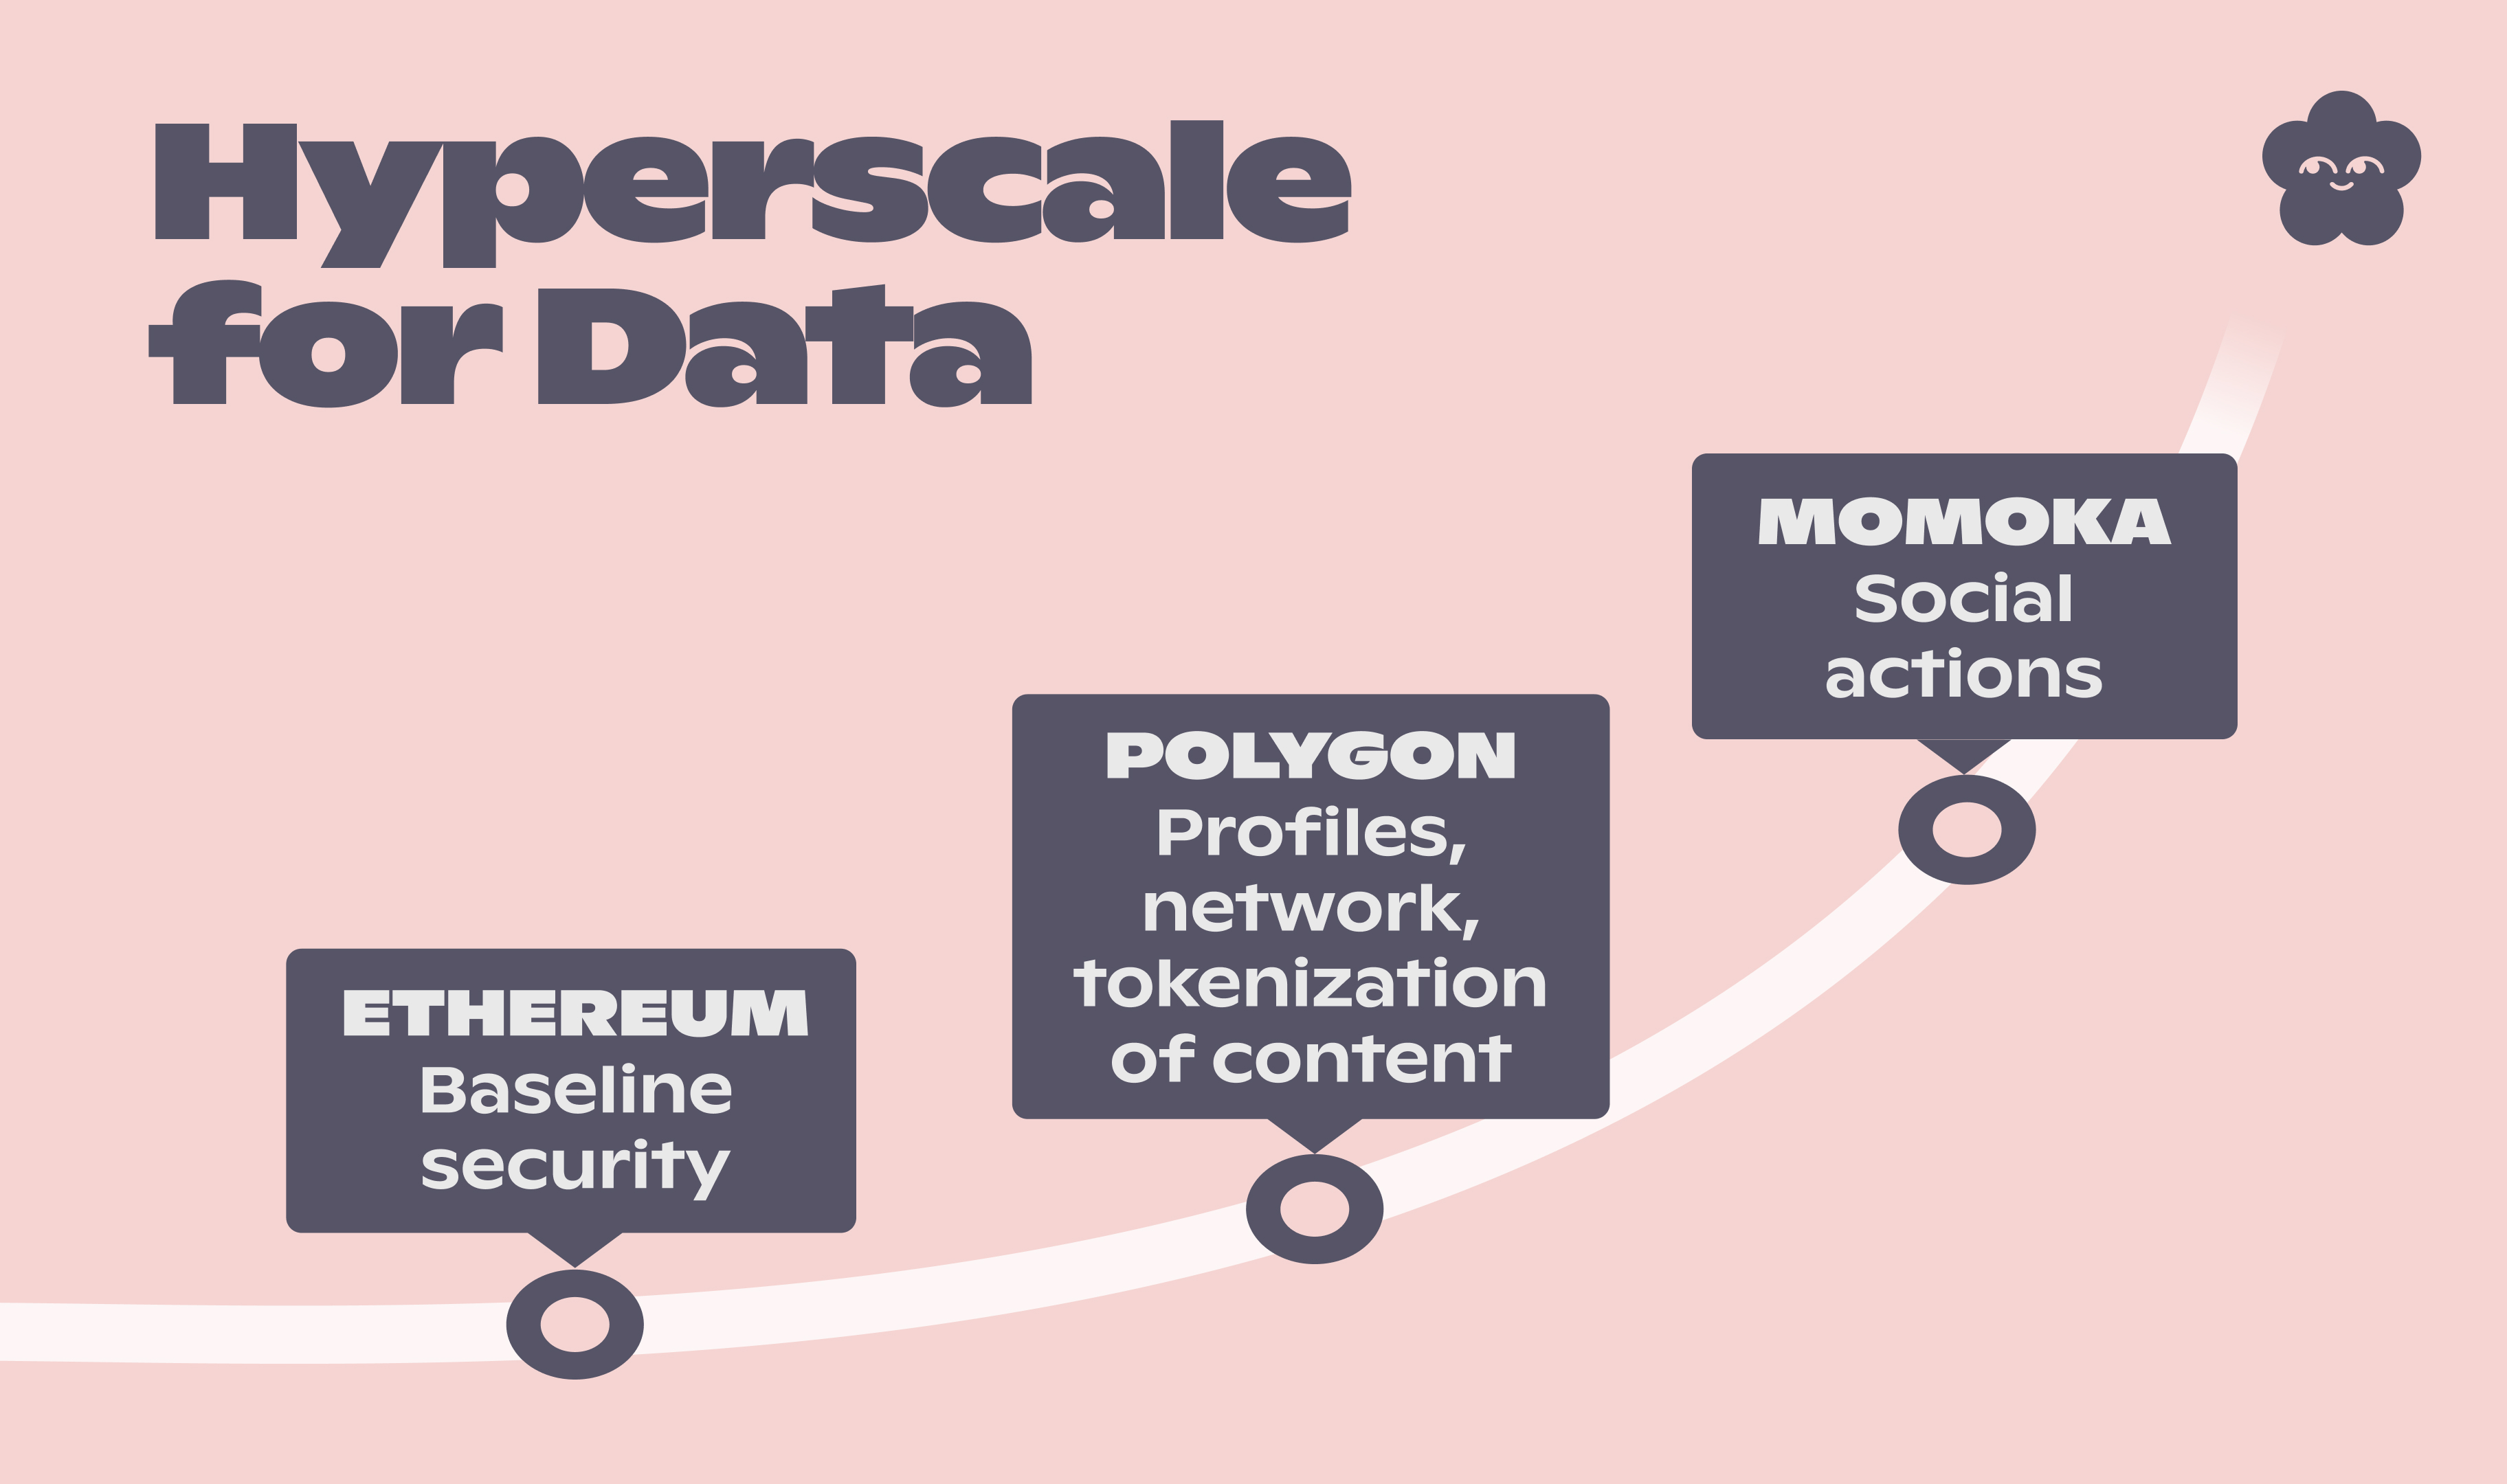 Hyperscale
for Data
MOMOKA
Social
actions
POLYGON
Profiles,
network,
tokenization
of content
ETHEREUM
Baseline
security